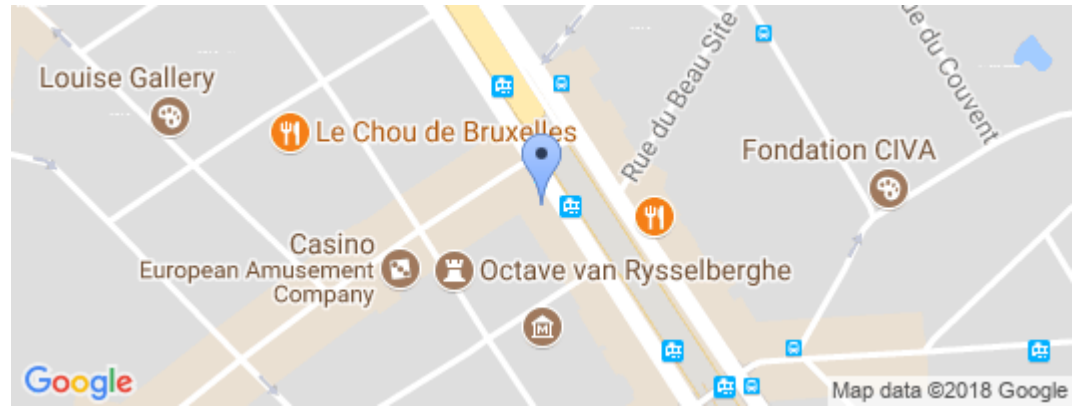 Louise Gallery
Le Chou de Bruxelles
Rue du Beau Site
Rue du Couvent
Fondation CIVA
Casino
European Amusement
Company
Octave van Rysselberghe
M
Google
Map data ©2018 Google